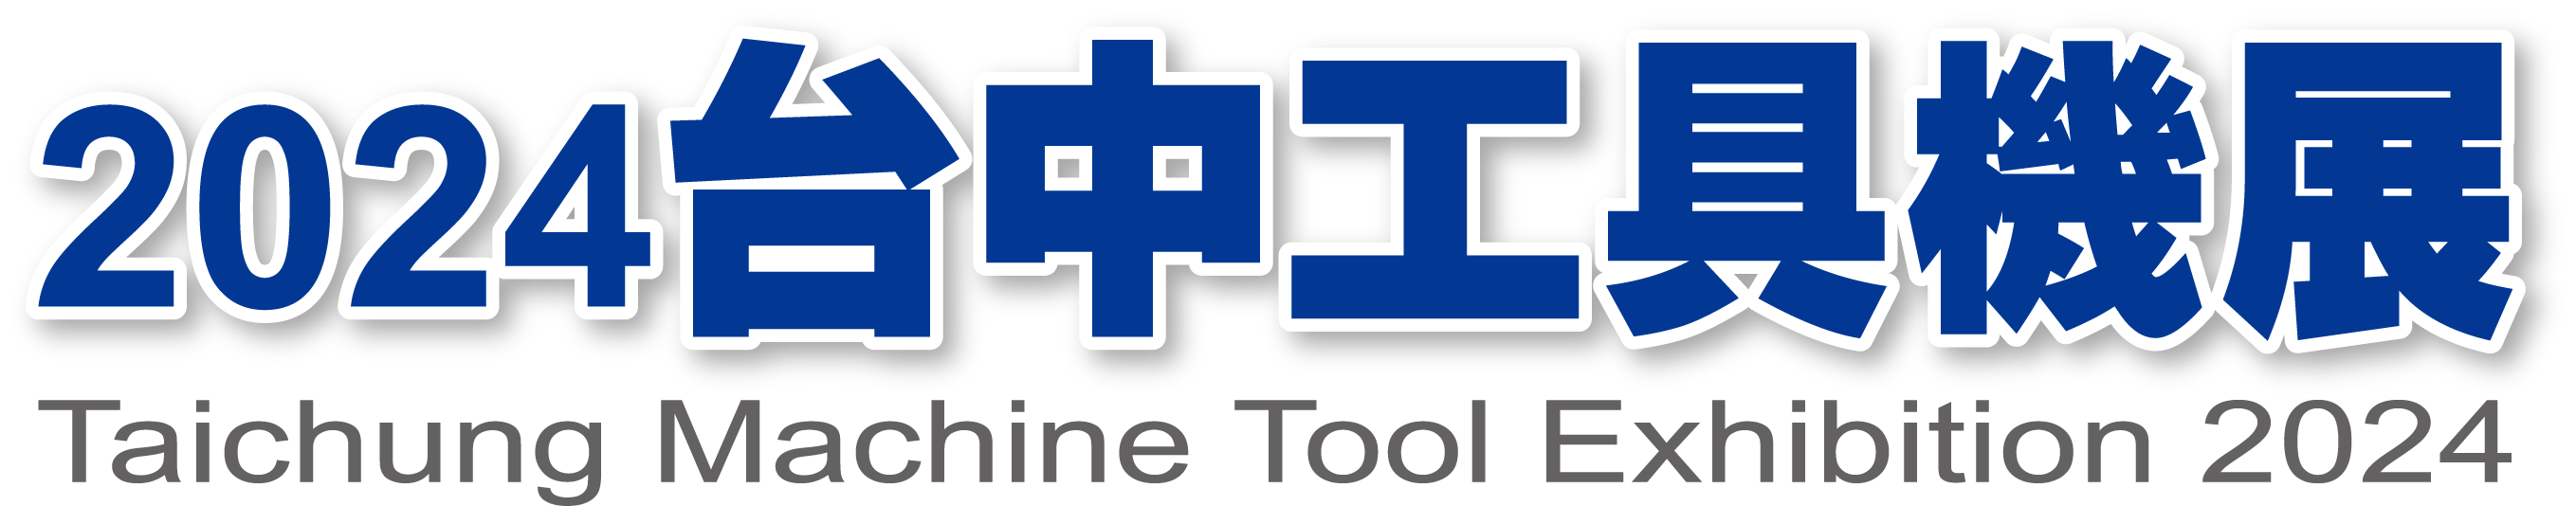 2024台中工具機展
Taichung Machine Tool Exhibition 2024